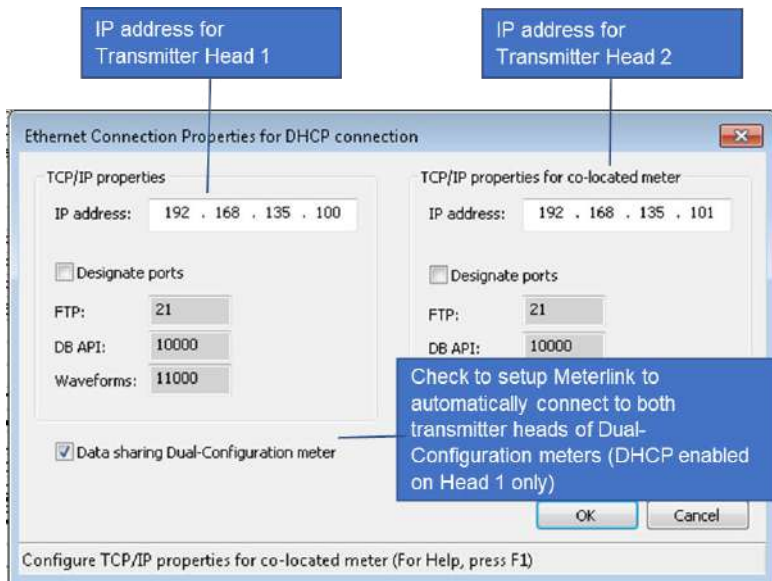 IP address for
Transmitter Head 1
IP address for
Transmitter Head 2
Ethernet Connection Properties for DHCP connection
TCP/IP properties
IP address: 192 . 168 . 135 . 100
Designate ports
FTP: 21
DB API: 10000
Waveforms: 11000
TCP/IP properties for co-located meter
IP address: 192 . 168 . 135 . 101
Designate ports
FTP: 21
DB API: 10000
Check to setup Meterlink to
automatically connect to both
transmitter heads of Dual-
Configuration meters (DHCP enabled
on Head 1 only)
Data sharing Dual-Configuration meter
OK
Cancel
Configure TCP/IP properties for co-located meter (For Help, press F1)